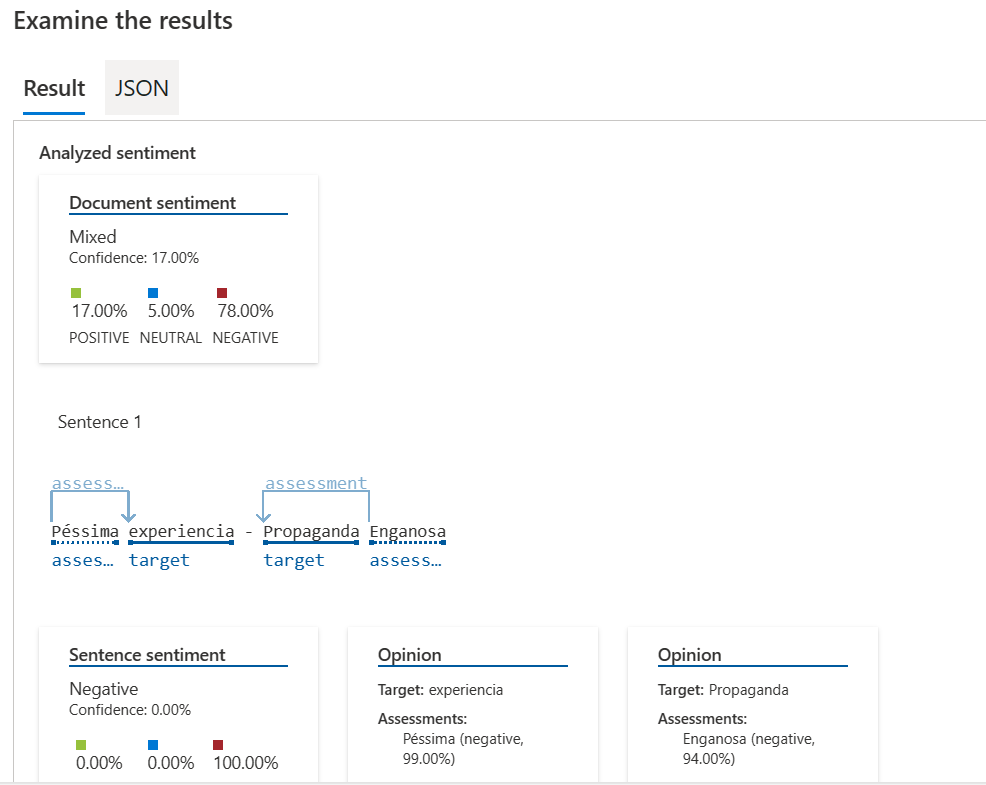 Examine the results
Result JSON
Analyzed sentiment
Document sentiment
Mixed
Confidence: 17.00%
17.00% 5.00% 78.00%
POSITIVE NEUTRAL NEGATIVE
Sentence 1
assess... assessment
Péssima experiencia - Propaganda Enganosa
asses... target target assess...
Sentence sentiment
Negative
Confidence: 0.00%
0.00% 0.00% 100.00%
Opinion
Target: experiencia
Assessments:
Péssima (negative,
99.00%)
Opinion
Target: Propaganda
Assessments:
Enganosa (negative,
94.00%)